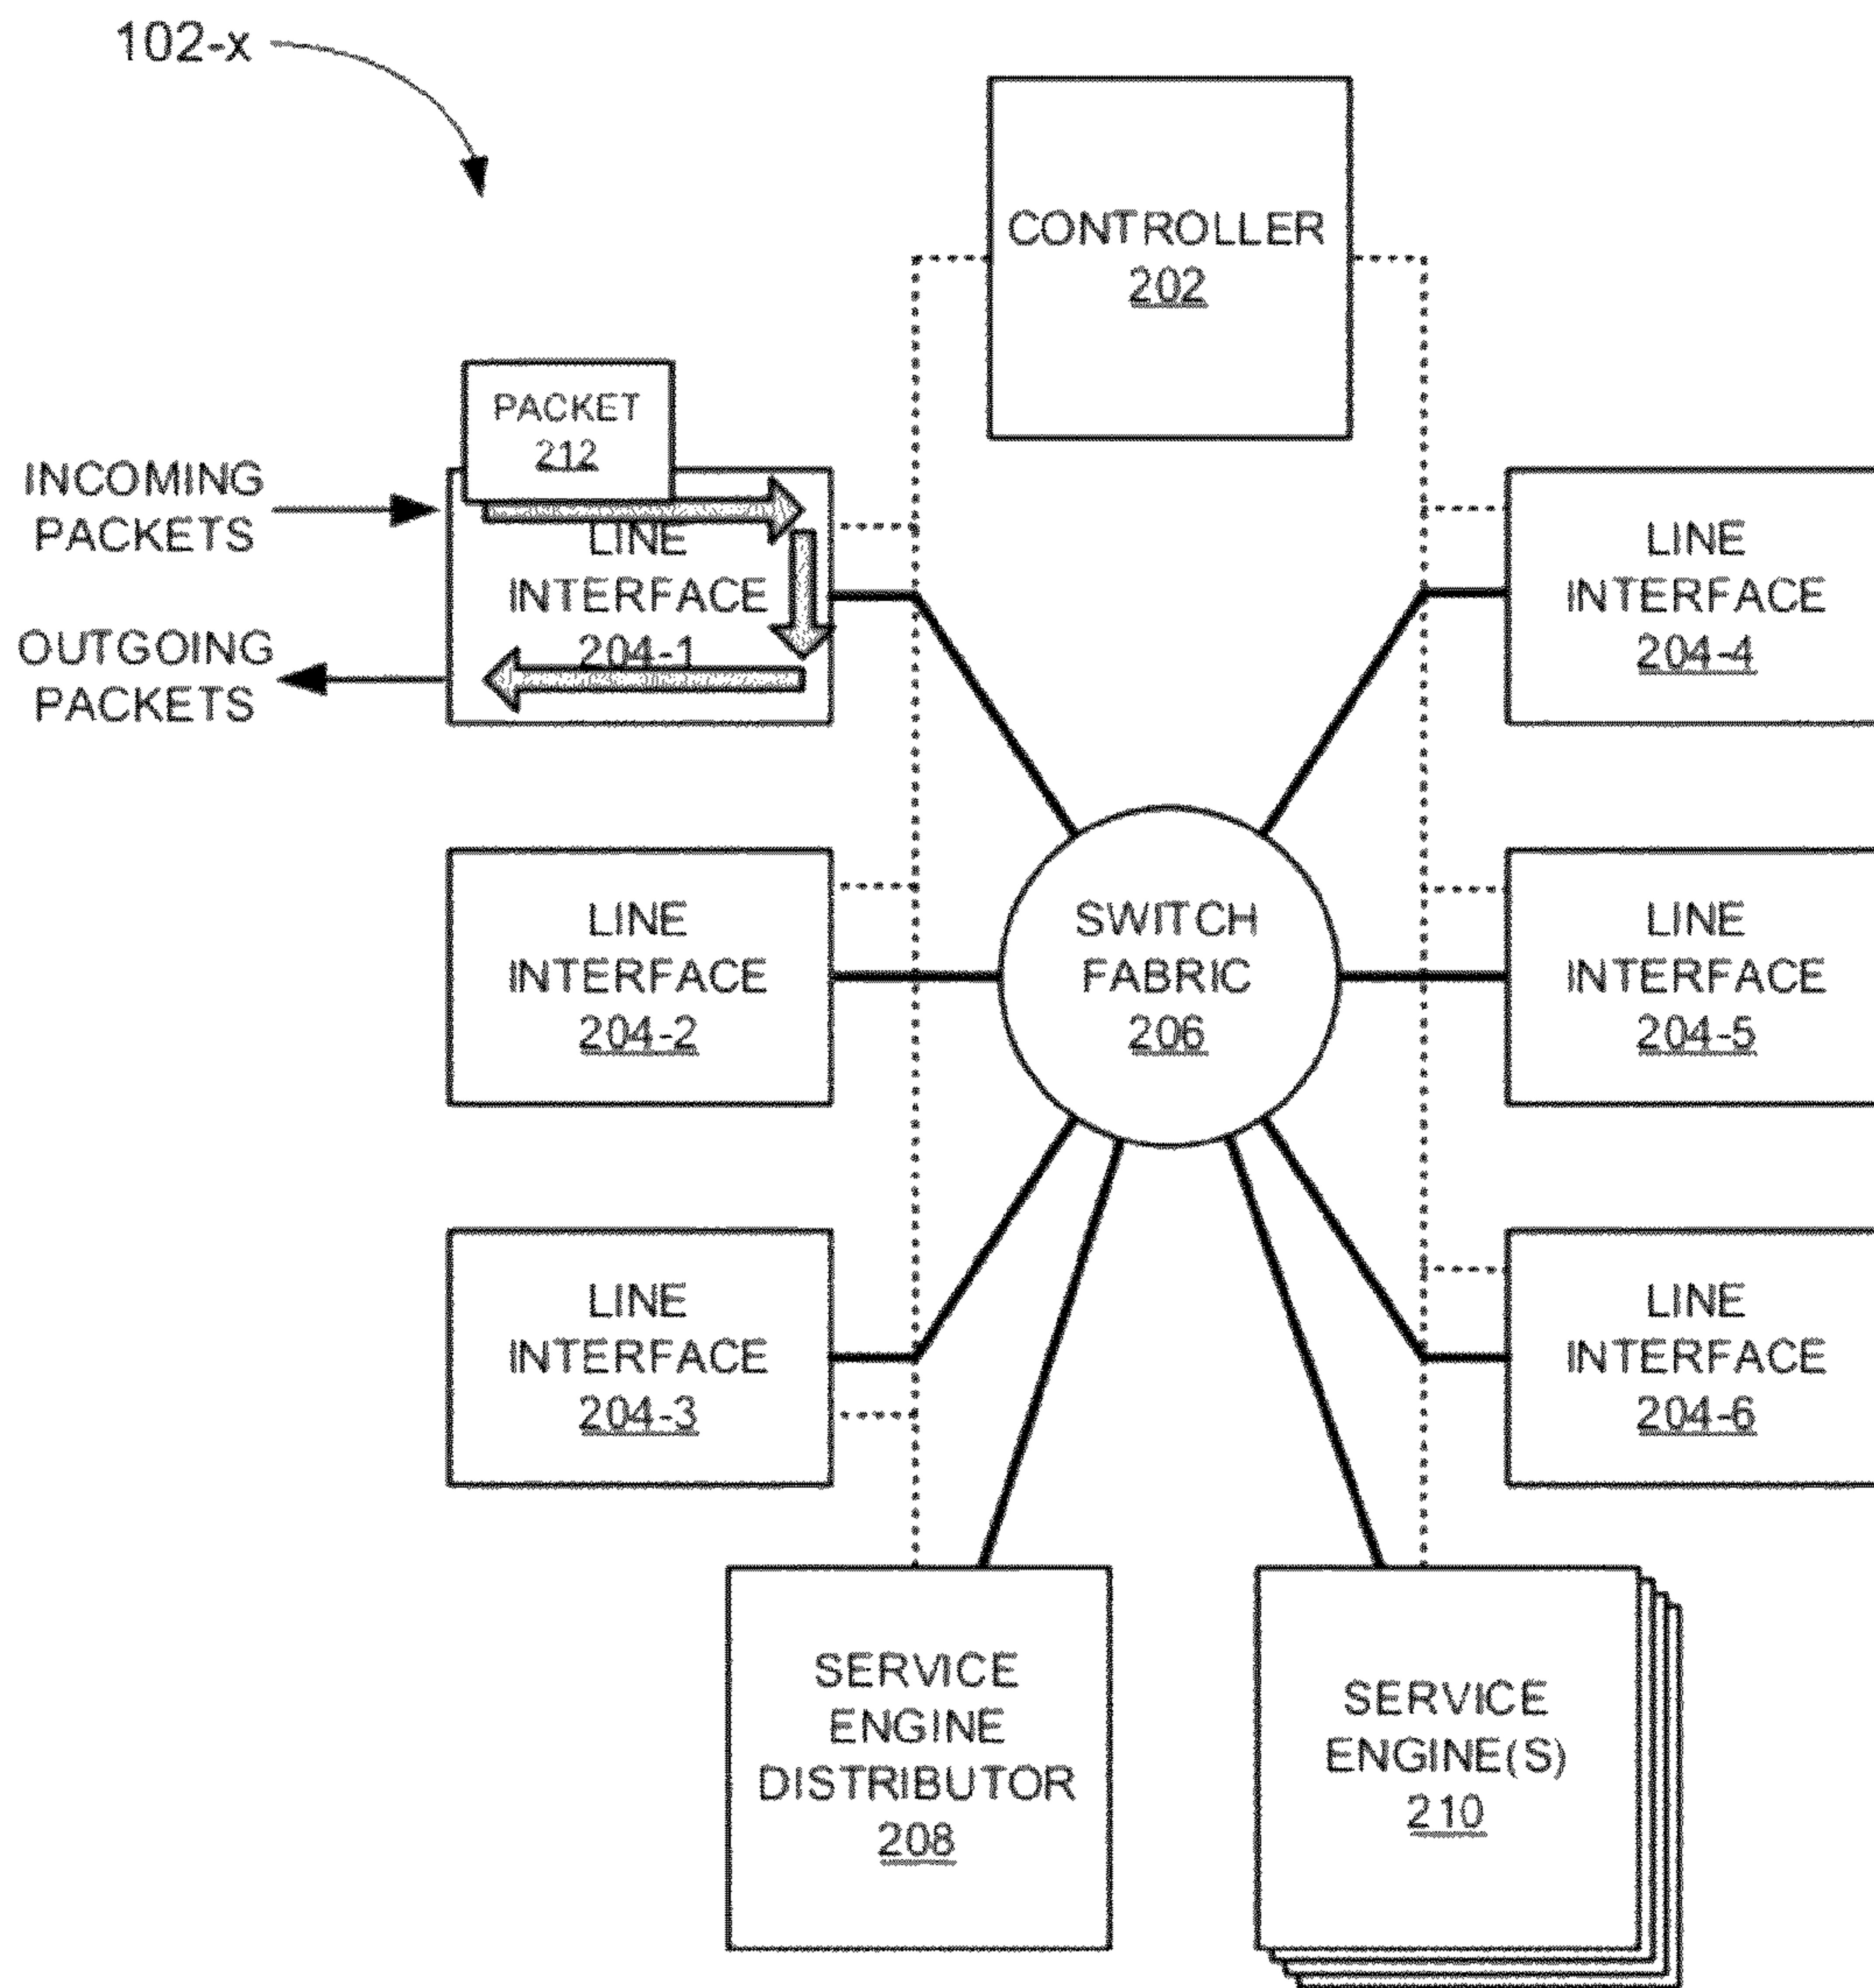 102-x
CONTROLLER
202
PACKET
212
INCOMING
PACKETS
LINE
INTERFACE
204-1
OUTGOING
PACKETS
LINE
INTERFACE
204-4
LINE
INTERFACE
204-2
SWITCH
FABRIC
206
LINE
INTERFACE
204-5
LINE
INTERFACE
204-3
LINE
INTERFACE
204-6
SERVICE
ENGINE
DISTRIBUTOR
208
SERVICE
ENGINE(S)
210